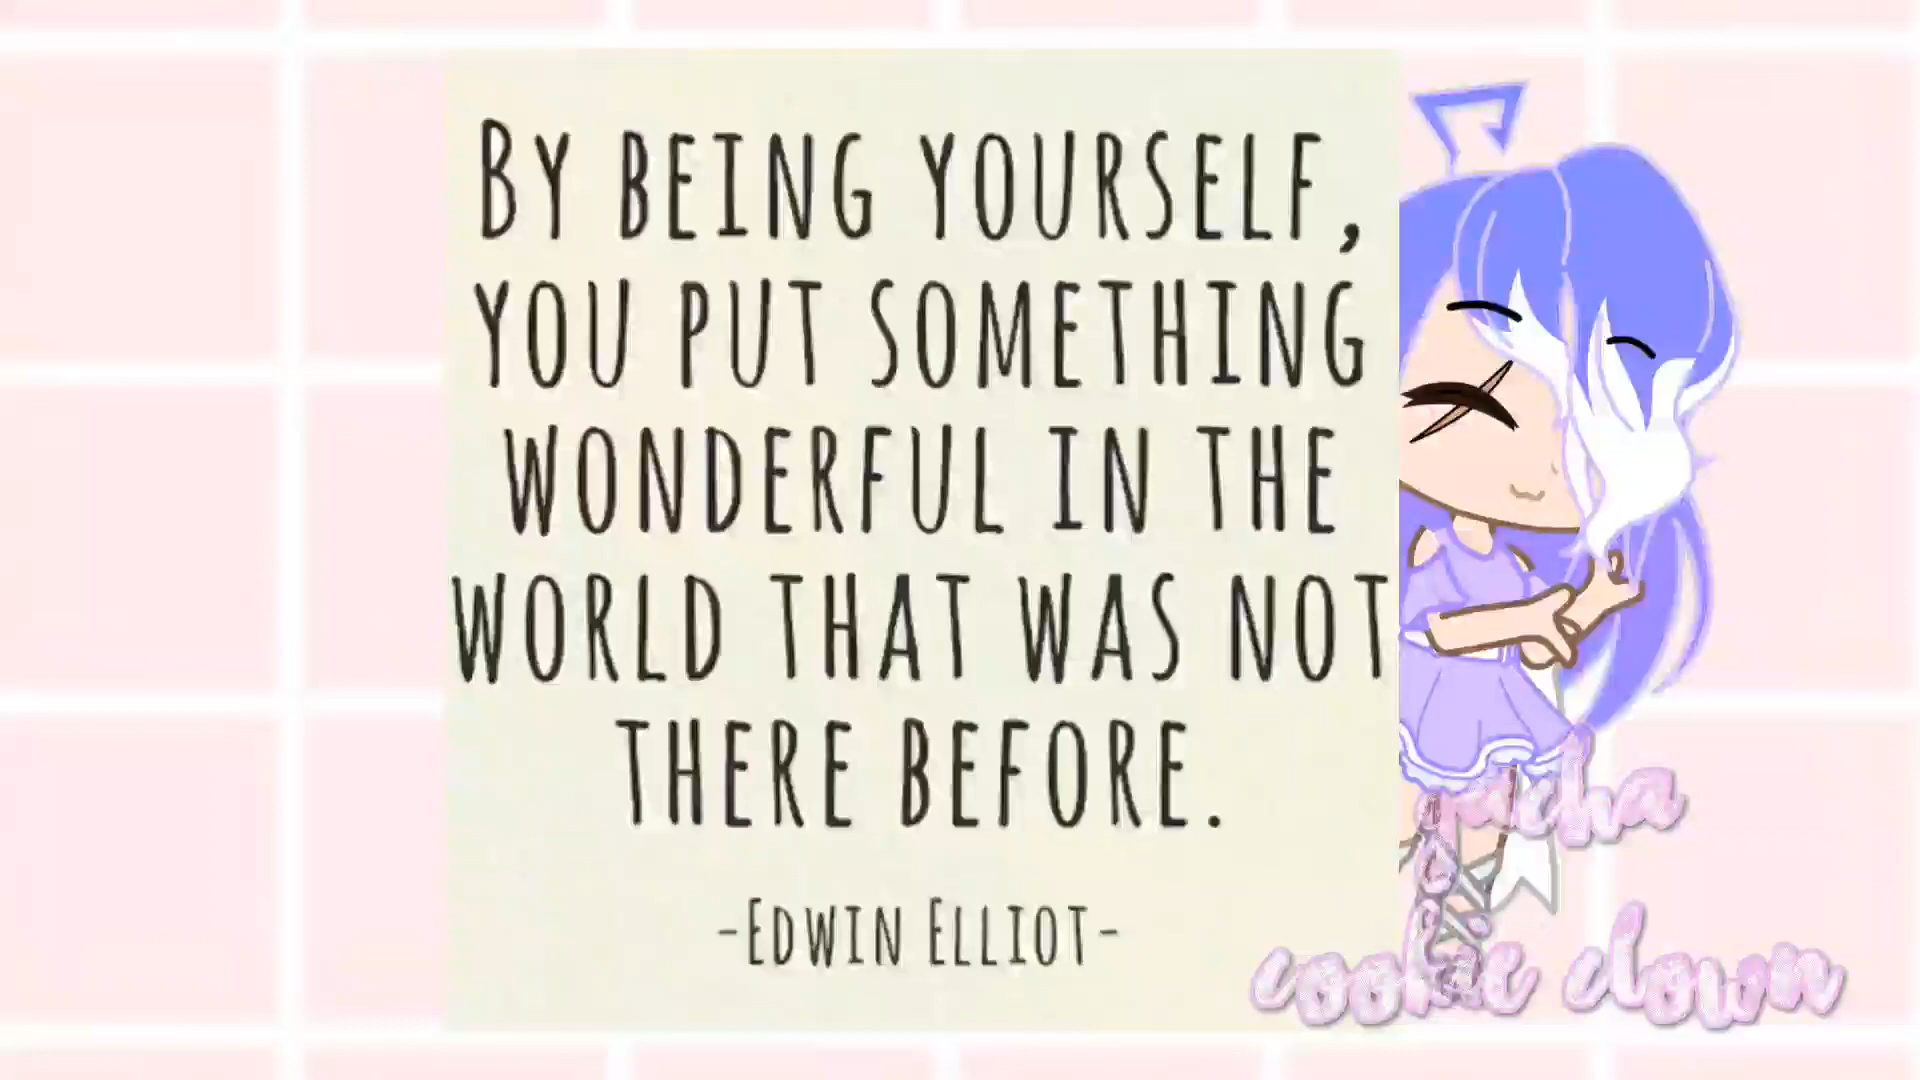 By being yourself,
you put something
wonderful in the
world that was not
there before.
-Edwin Elliot-
gacha
cookie clown